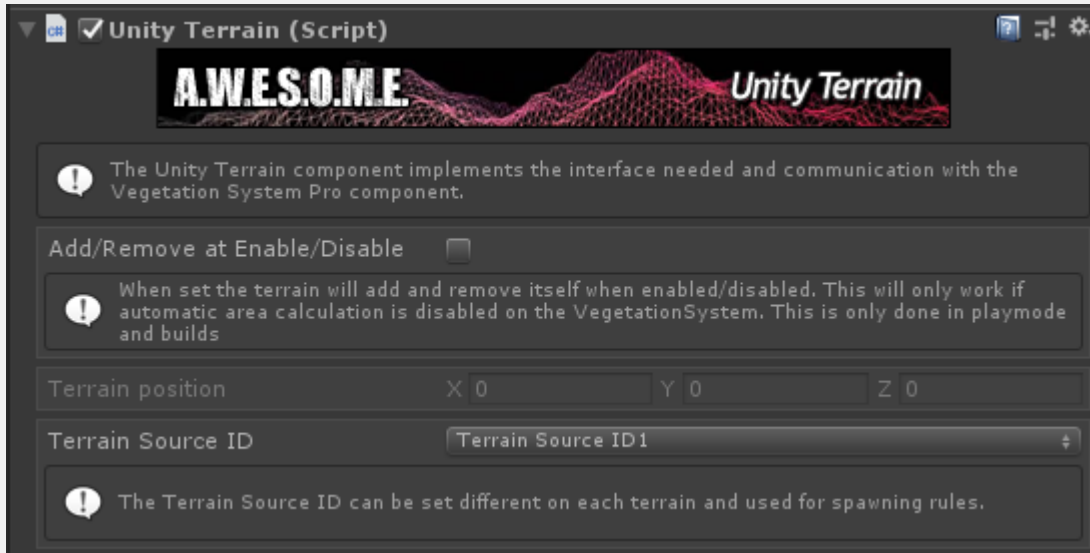 Unity Terrain (Script)
A.W.E.S.O.M.E. Unity Terrain
The Unity Terrain component implements the interface needed and communication with the
Vegetation System Pro component.
Add/Remove at Enable/Disable
When set the terrain will add and remove itself when enabled/disabled. This will only work if
automatic area calculation is disabled on the VegetationSystem. This is only done in playmode
and builds
Terrain position X 0 Y 0 Z 0
Terrain Source ID Terrain Source ID1
The Terrain Source ID can be set different on each terrain and used for spawning rules.